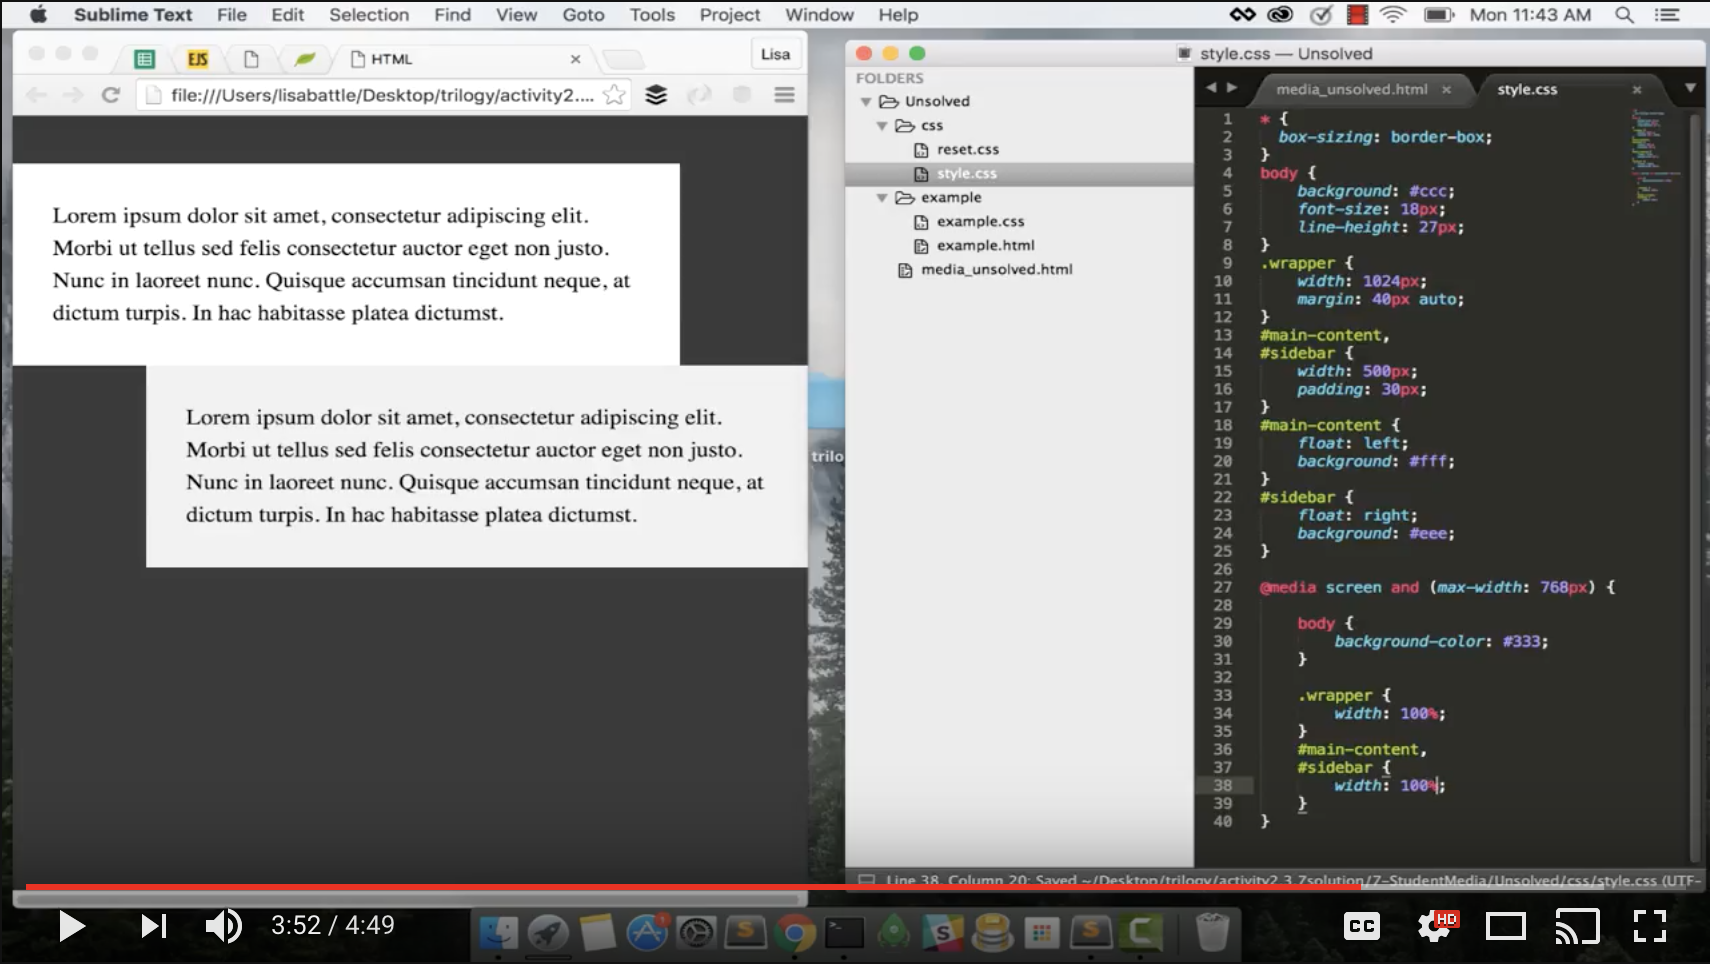 Sublime Text File Edit Selection Find View Goto Tools Project Window Help Mon 11:43 AM
EJS HTML × Lisa
file:///Users/lisabattle/Desktop/trilogy/activity2....
Lorem ipsum dolor sit amet, consectetur adipiscing elit.
Morbi ut tellus sed felis consectetur auctor eget non justo.
Nunc in laoreet nunc. Quisque accumsan tincidunt neque, at
dictum turpis. In hac habitasse platea dictumst.
Lorem ipsum dolor sit amet, consectetur adipiscing elit.
Morbi ut tellus sed felis consectetur auctor eget non justo.
Nunc in laoreet nunc. Quisque accumsan tincidunt neque, at
dictum turpis. In hac habitasse platea dictumst.
trilo
style.css — Unsolved
FOLDERS
Unsolved
css
reset.css
style.css
example
example.css
example.html
media_unsolved.html
media_unsolved.html × style.css ×
1 * {
2 box-sizing: border-box;
3 }
4 body {
5 background: #ccc;
6 font-size: 18px;
7 line-height: 27px;
8 }
9 .wrapper {
10 width: 1024px;
11 margin: 40px auto;
12 }
13 #main-content,
14 #sidebar {
15 width: 500px;
16 padding: 30px;
17 }
18 #main-content {
19 float: left;
20 background: #fff;
21 }
22 #sidebar {
23 float: right;
24 background: #eee;
25 }
26
27 @media screen and (max-width: 768px) {
28
29 body {
30 background-color: #333;
31 }
32
33 .wrapper {
34 width: 100%;
35 }
36 #main-content,
37 #sidebar {
38 width: 100%;
39 }
40 }
Line 38, Column 20; Saved ~/Desktop/trilogy/activity2.3 Zsolution/7-StudentMedia/Unsolved/css/style.css (UTF-
3:52 / 4:49
CC HD